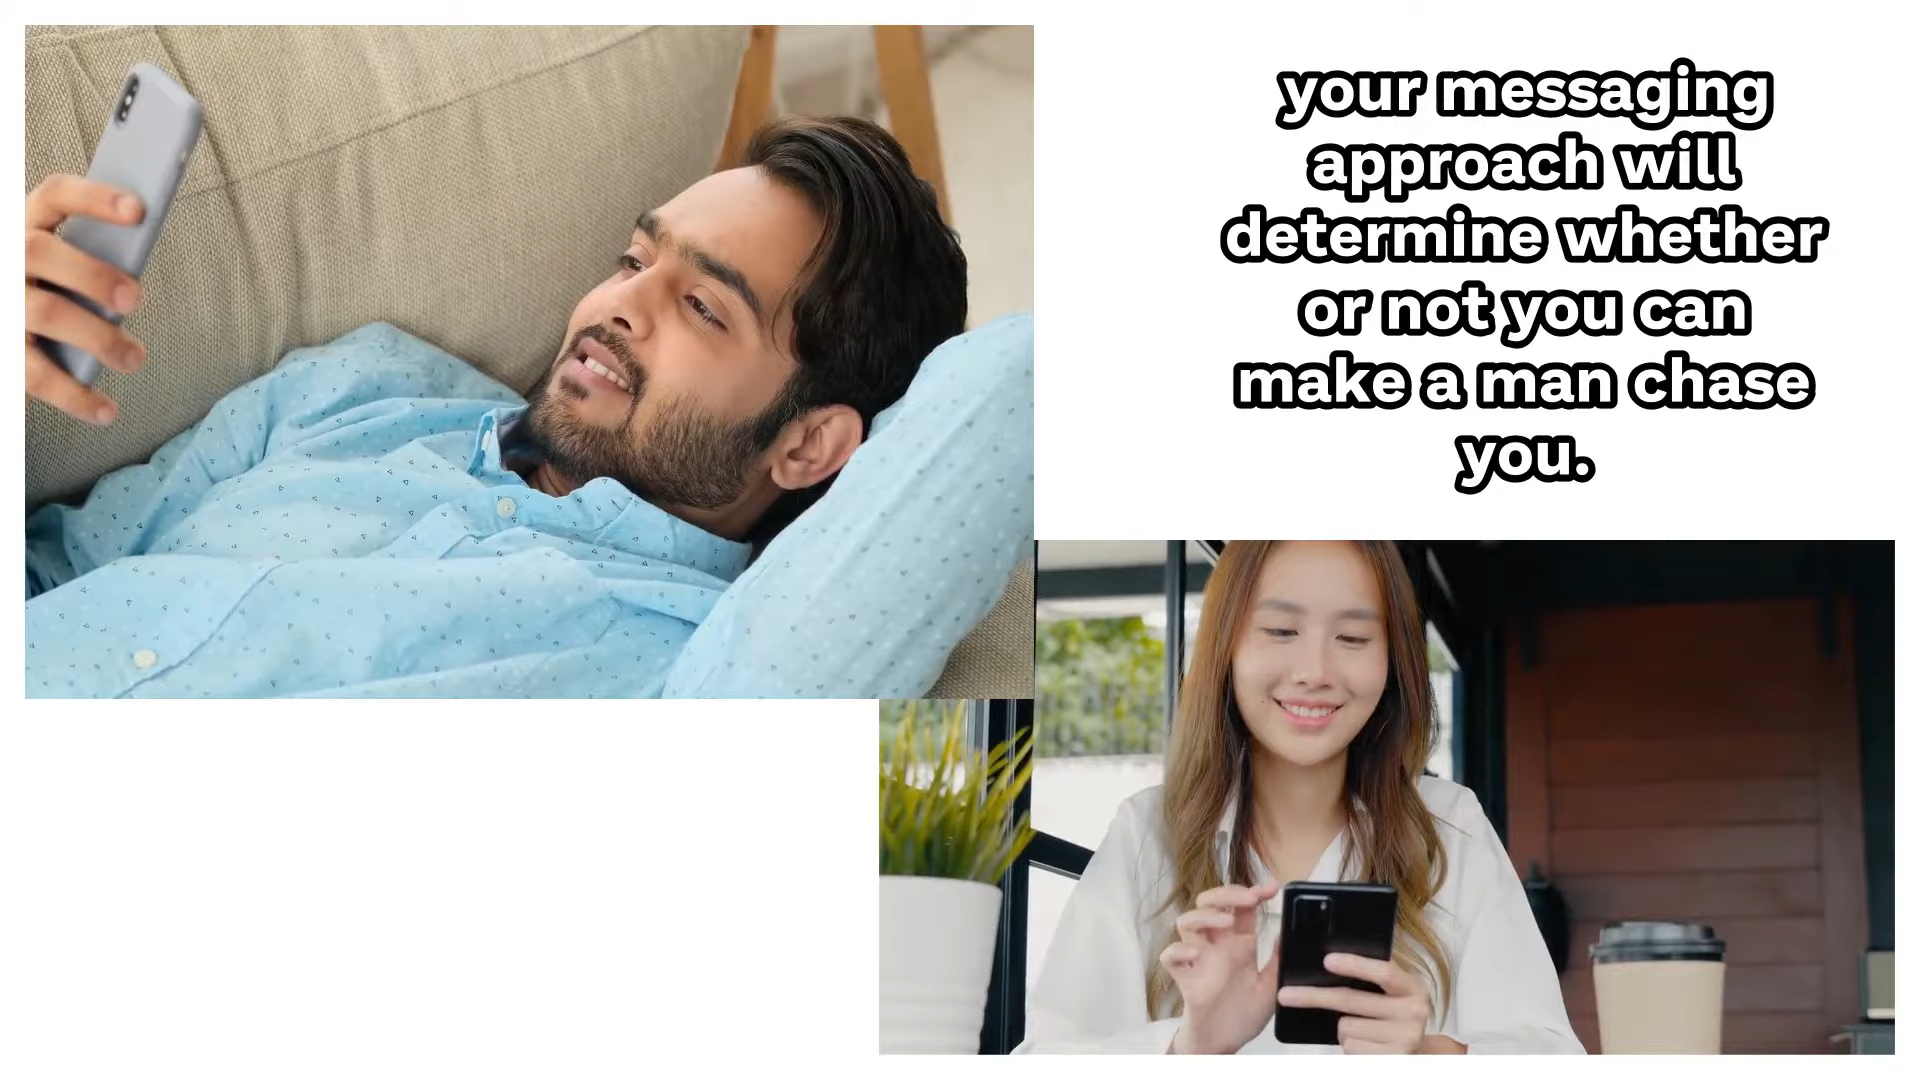 your messaging
approach will
determine whether
or not you can
make a man chase
you.